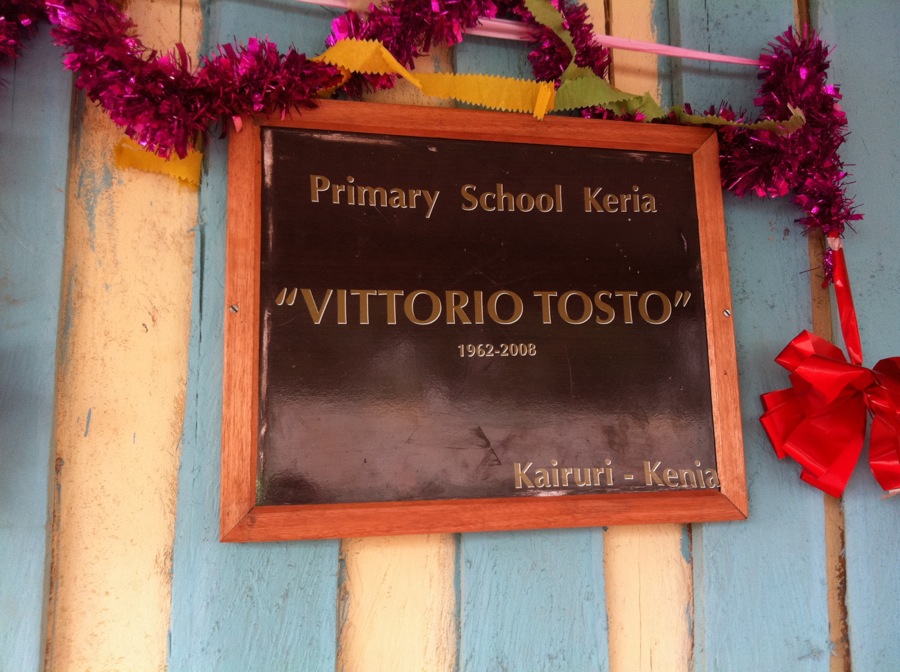 Primary School Keria
“VITTORIO TOSTO”
1962-2008
Kairuri - Kenia